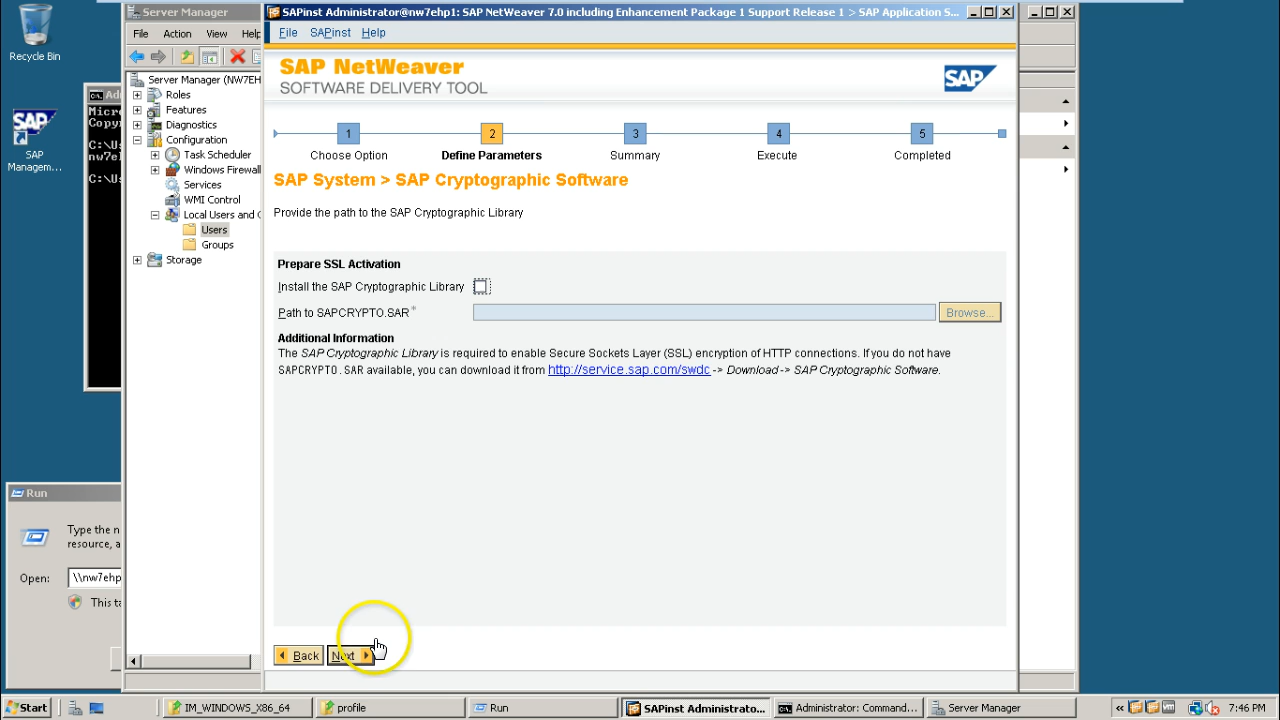 Recycle Bin
SAP
SAP
Managem...
Server Manager
File Action View Help
Server Manager (NW7EH
Roles
Features
Diagnostics
Configuration
Task Scheduler
Windows Firewall
Services
WMI Control
Local Users and G
Users
Groups
Storage
Micro
Copyr
C:\Us
nw7eh
C:\Us
SAPinst Administrator@nw7ehp1: SAP NetWeaver 7.0 including Enhancement Package 1 Support Release 1 > SAP Application S...
File SAPinst Help
SAP NetWeaver
SOFTWARE DELIVERY TOOL
SAP
1 2 3 4 5
Choose Option Define Parameters Summary Execute Completed
SAP System > SAP Cryptographic Software
Provide the path to the SAP Cryptographic Library
Prepare SSL Activation
Install the SAP Cryptographic Library
Path to SAPCRYPTO.SAR *
Browse...
Additional Information
The SAP Cryptographic Library is required to enable Secure Sockets Layer (SSL) encryption of HTTP connections. If you do not have
SAPCRYPTO.SAR available, you can download it from http://service.sap.com/swdc -> Download -> SAP Cryptographic Software.
Back Next
Run
Type the n
resource, a
Open: \\nw7ehp
This ta
Start IM_WINDOWS_X86_64 profile Run SAPinst Administrato... Administrator: Command... Server Manager « 7:46 PM